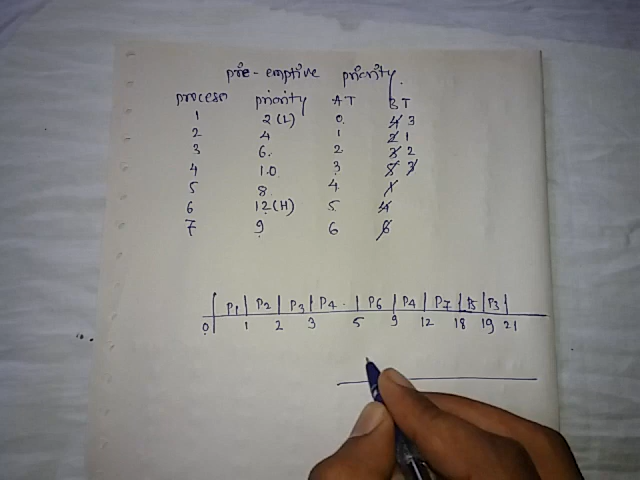 pre-emptive priority.
process priority AT BT
1 2(L) 0 4 3
2 4 1 2 1
3 6. 2 3 2
4 10 3 5 3
5 8 4 1
6 12(H) 5 4
7 9 6 6
P1 P2 P3 P4 P6 P4 P7 P5 P3
0 1 2 3 5 9 12 18 19 21